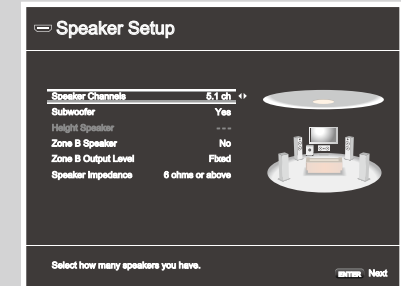 Speaker Setup
Speaker Channels 5.1 ch
Subwoofer Yes
Height Speaker ---
Zone B Speaker No
Zone B Output Level Fixed
Speaker Impedance 6 ohms or above
Select how many speakers you have.
ENTER Next